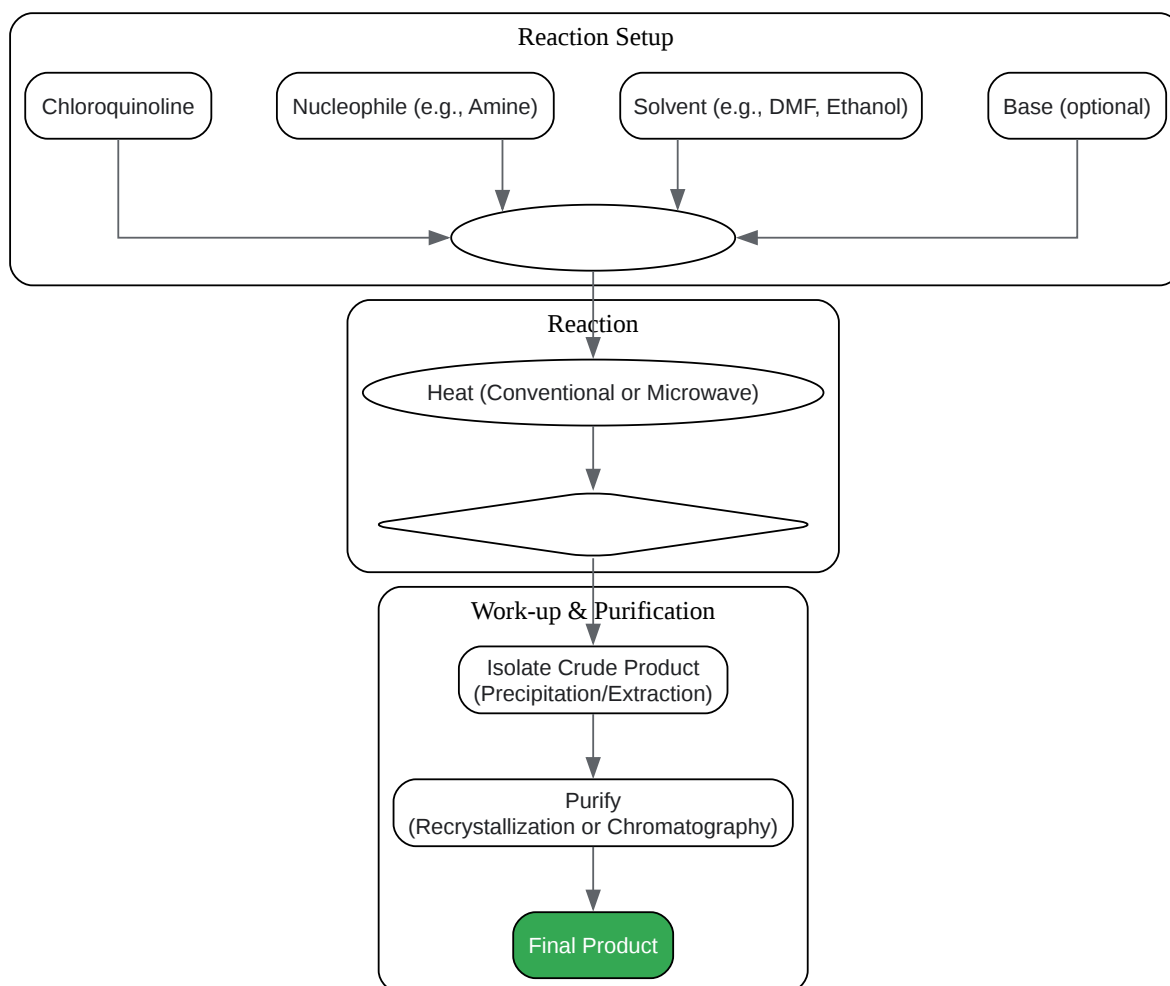 Reaction Setup
Chloroquinoline
Nucleophile (e.g., Amine)
Solvent (e.g., DMF, Ethanol)
Base (optional)
Reaction
Heat (Conventional or Microwave)
Work-up & Purification
Isolate Crude Product
(Precipitation/Extraction)
Purify
(Recrystallization or Chromatography)
Final Product